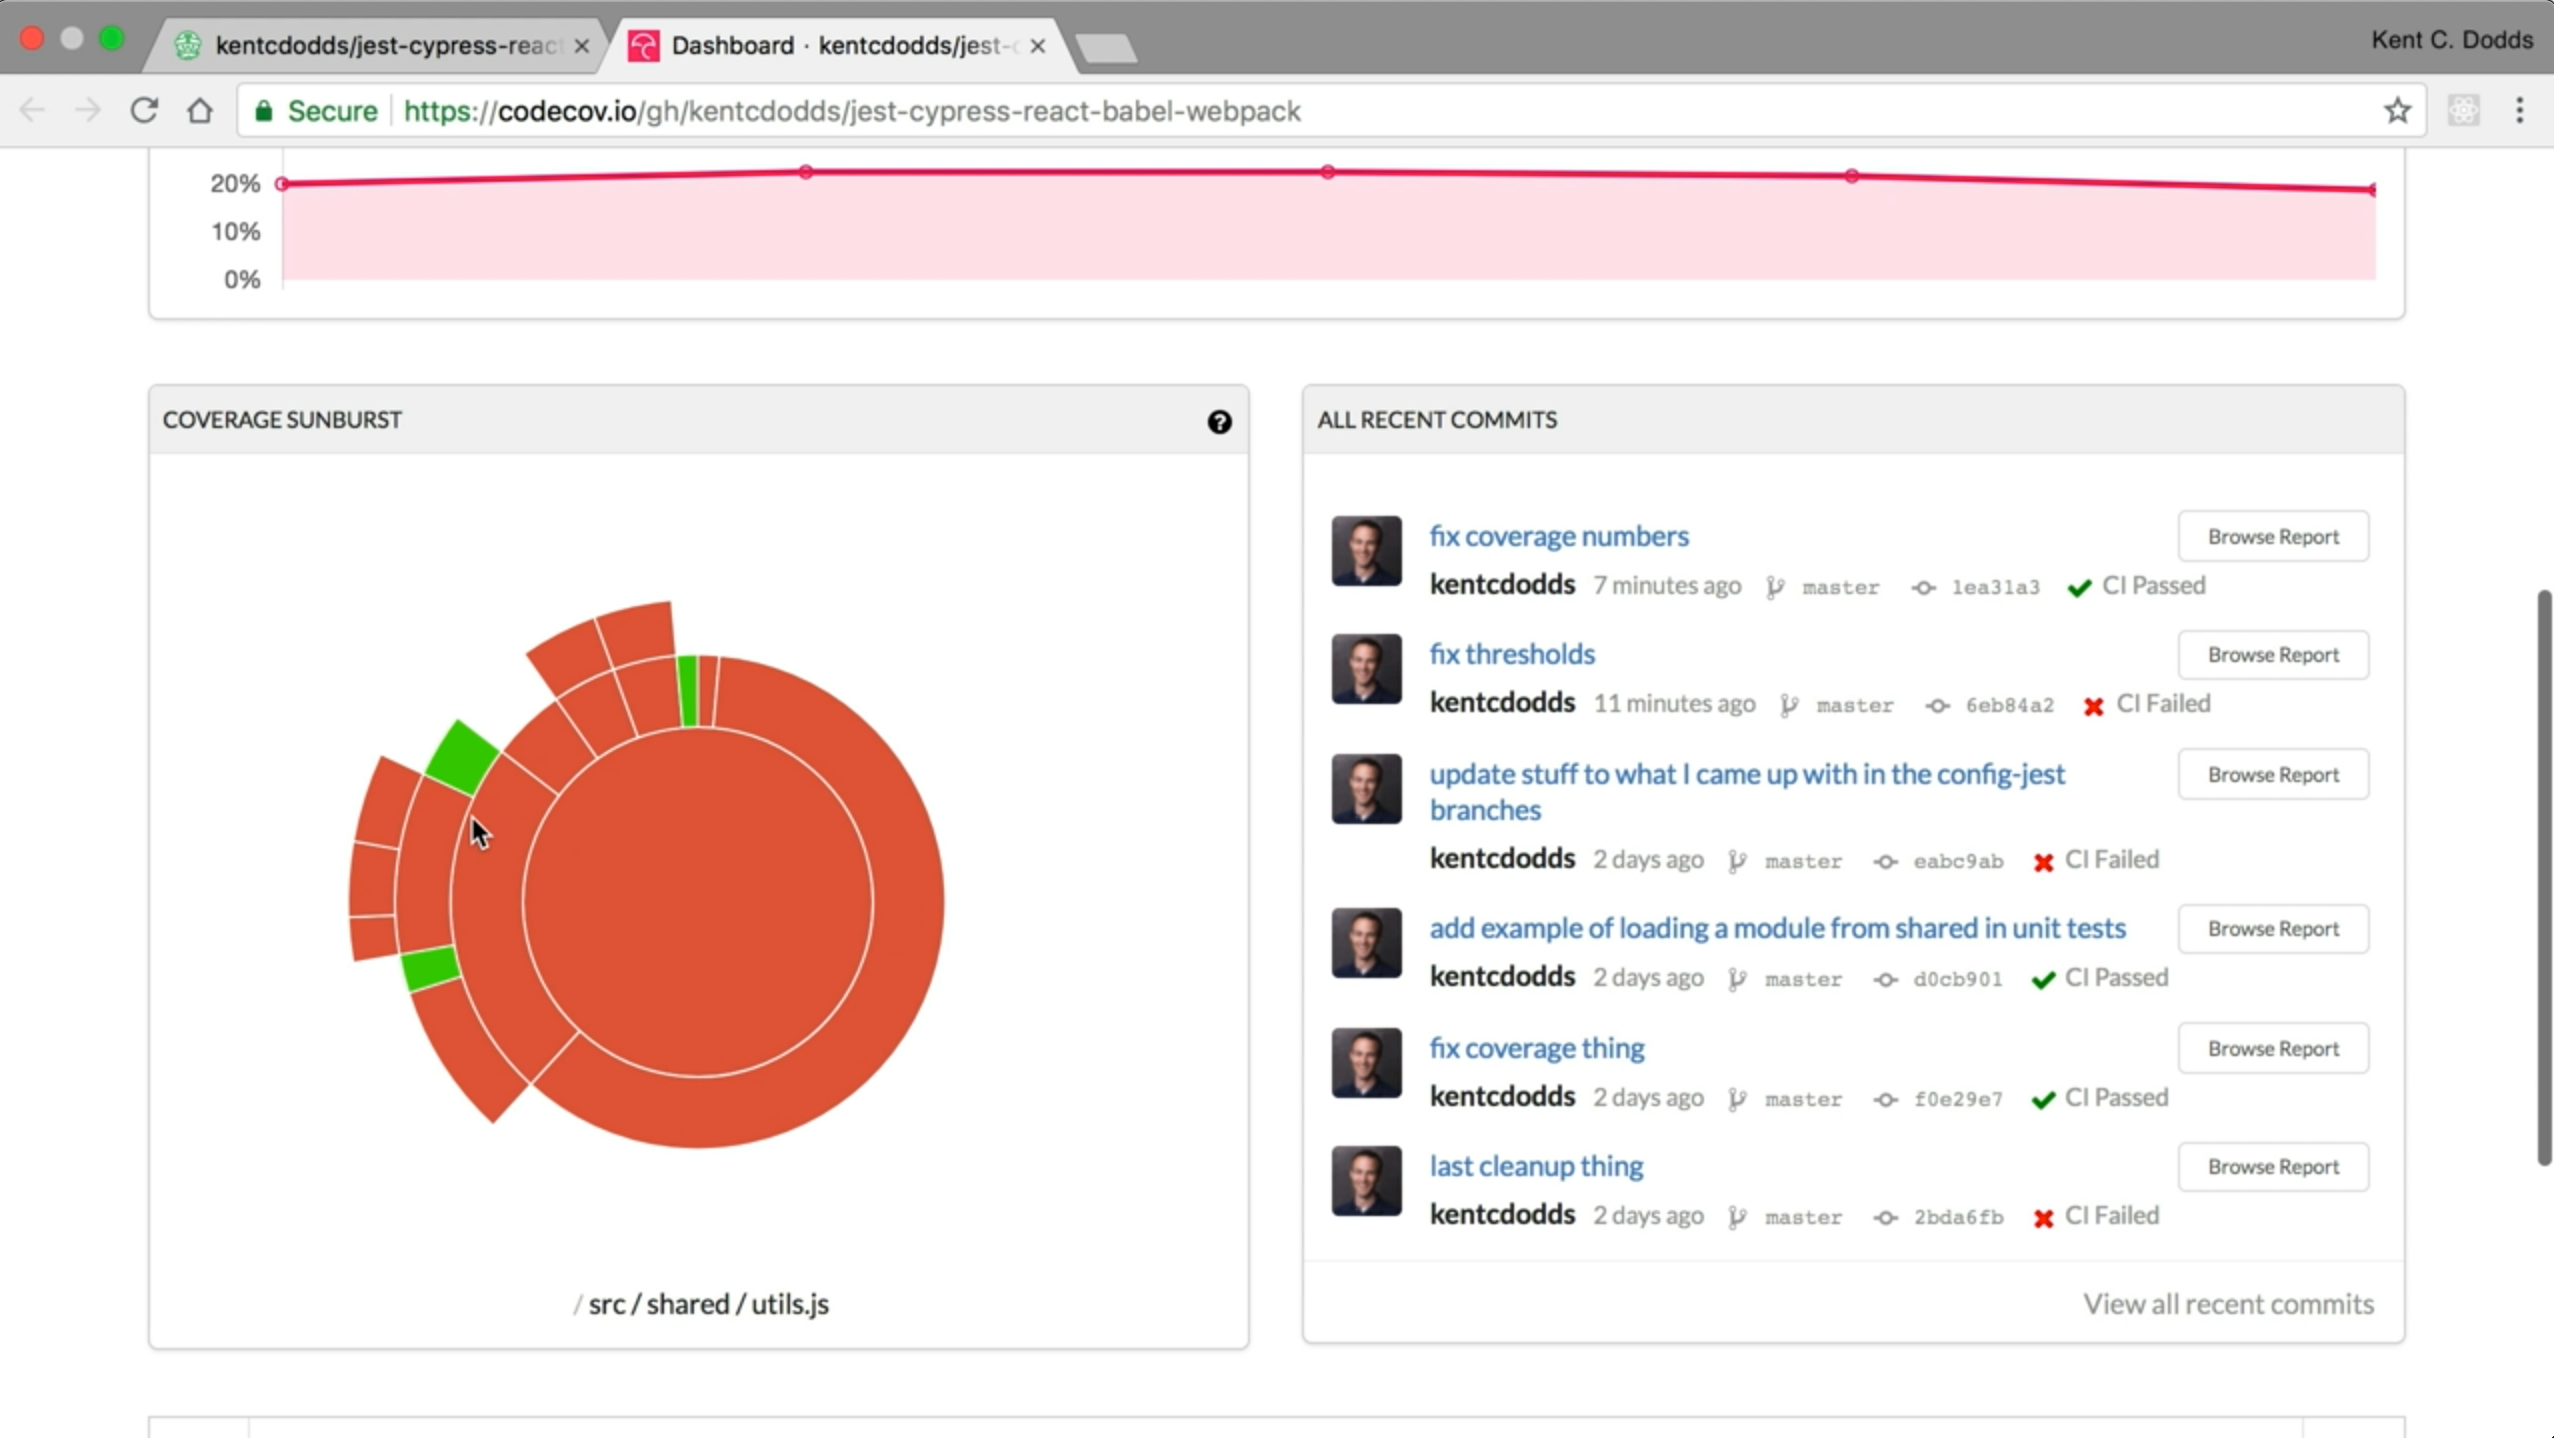 kentcdodds/jest-cypress-reac
Dashboard · kentcdodds/jest-c
Kent C. Dodds
Secure https://codecov.io/gh/kentcdodds/jest-cypress-react-babel-webpack
20%
10%
0%
COVERAGE SUNBURST
/ src / shared / utils.js
ALL RECENT COMMITS
fix coverage numbers Browse Report
kentcdodds 7 minutes ago master 1ea31a3 CI Passed
fix thresholds Browse Report
kentcdodds 11 minutes ago master 6eb84a2 CI Failed
update stuff to what I came up with in the config-jest Browse Report
branches
kentcdodds 2 days ago master eabc9ab CI Failed
add example of loading a module from shared in unit tests Browse Report
kentcdodds 2 days ago master d0cb901 CI Passed
fix coverage thing Browse Report
kentcdodds 2 days ago master f0e29e7 CI Passed
last cleanup thing Browse Report
kentcdodds 2 days ago master 2bda6fb CI Failed
View all recent commits